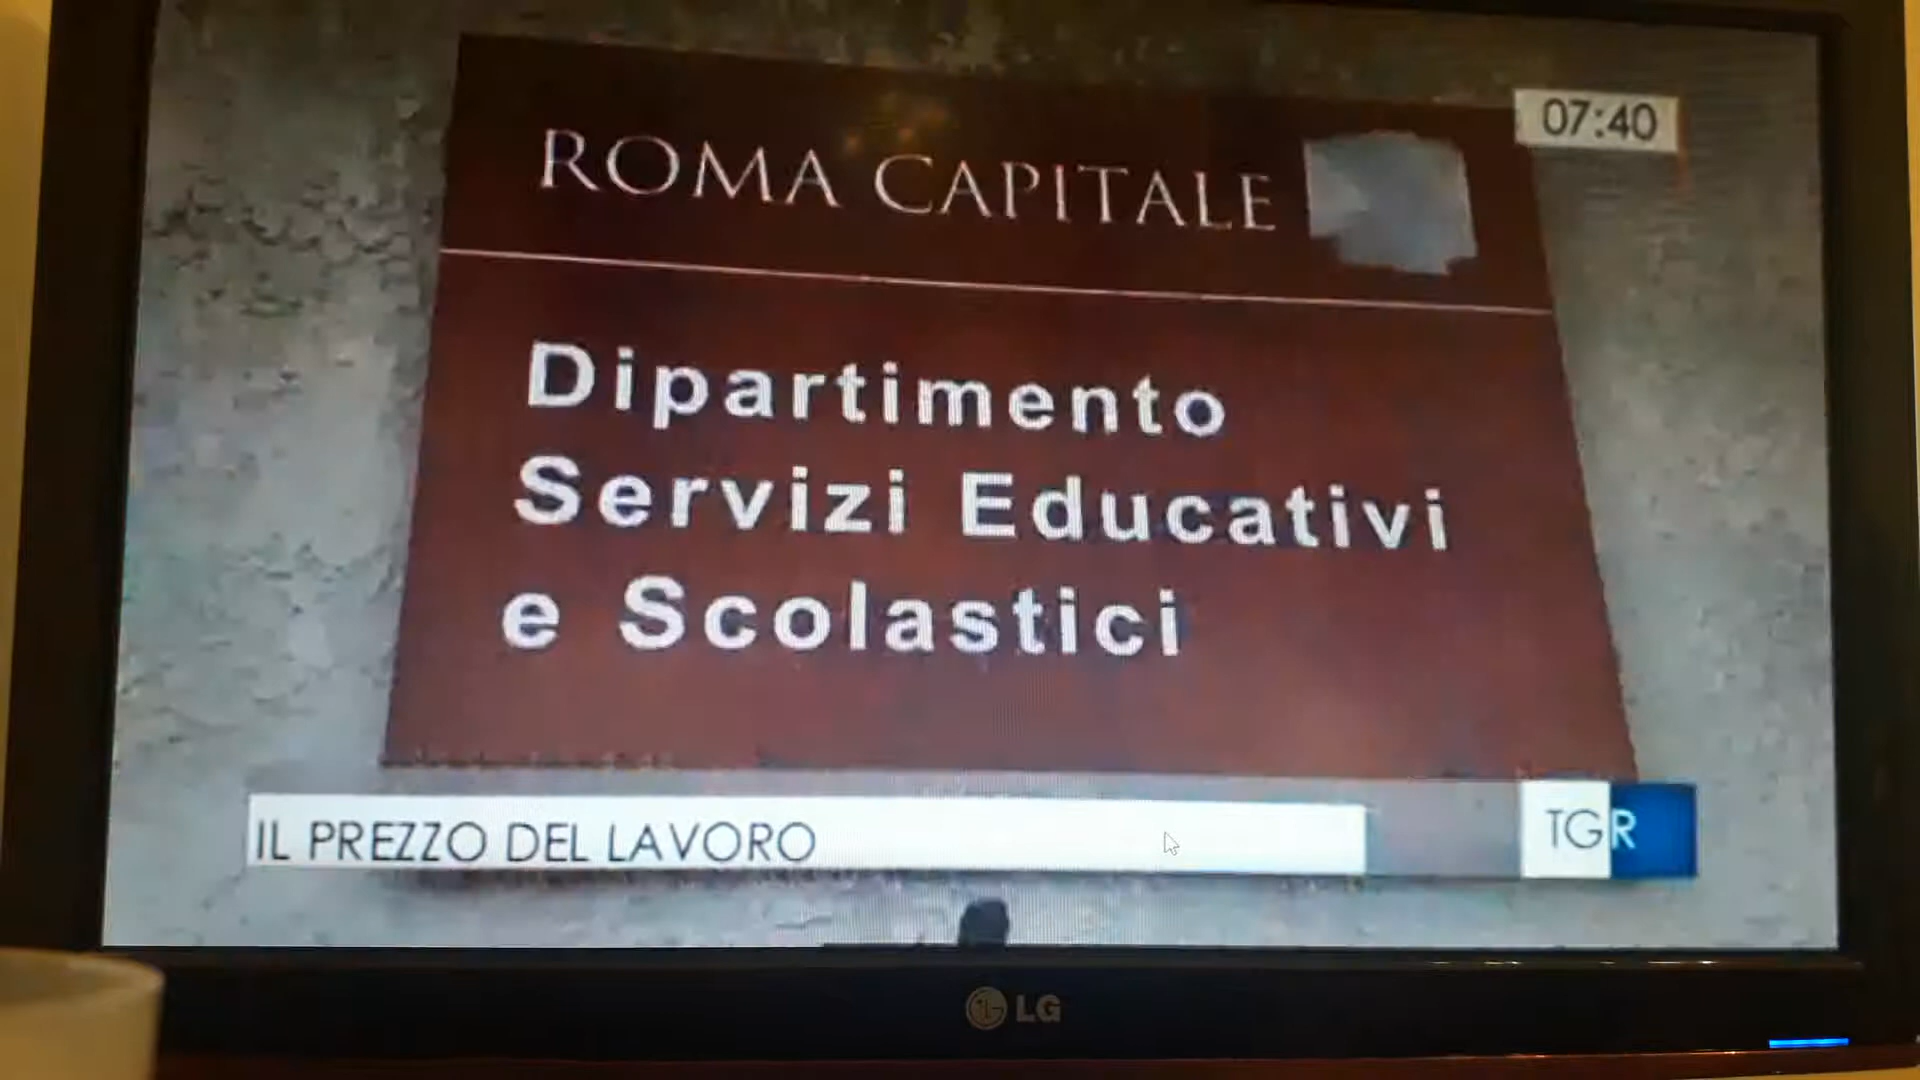 07:40
ROMA CAPITALE
Dipartimento
Servizi Educativi
e Scolastici
IL PREZZO DEL LAVORO
TGR
LG